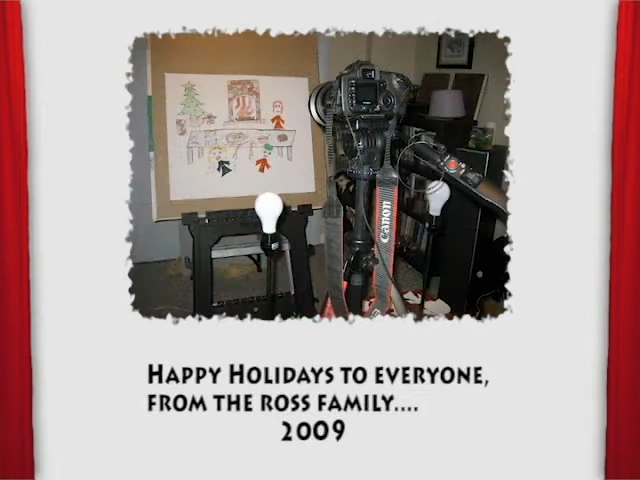 Canon
HAPPY HOLIDAYS TO EVERYONE,
FROM THE ROSS FAMILY....
2009